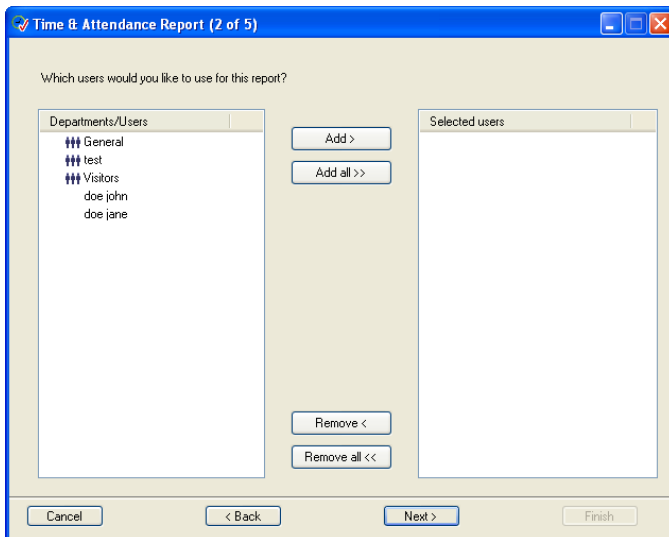 Time & Attendance Report (2 of 5)
Which users would you like to use for this report?
Departments/Users
General
test
Visitors
doe john
doe jane
Add >
Add all >>
Remove <
Remove all <<
Selected users
Cancel
< Back
Next >
Finish